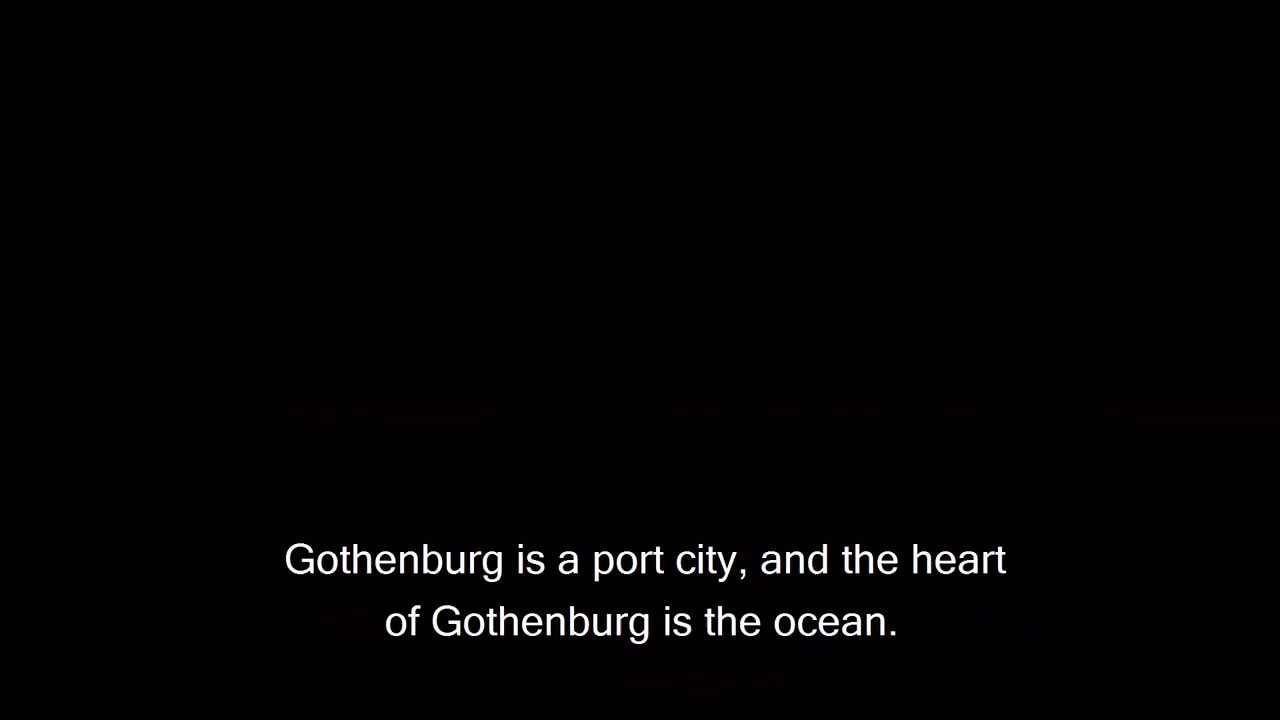 Gothenburg is a port city, and the heart
of Gothenburg is the ocean.